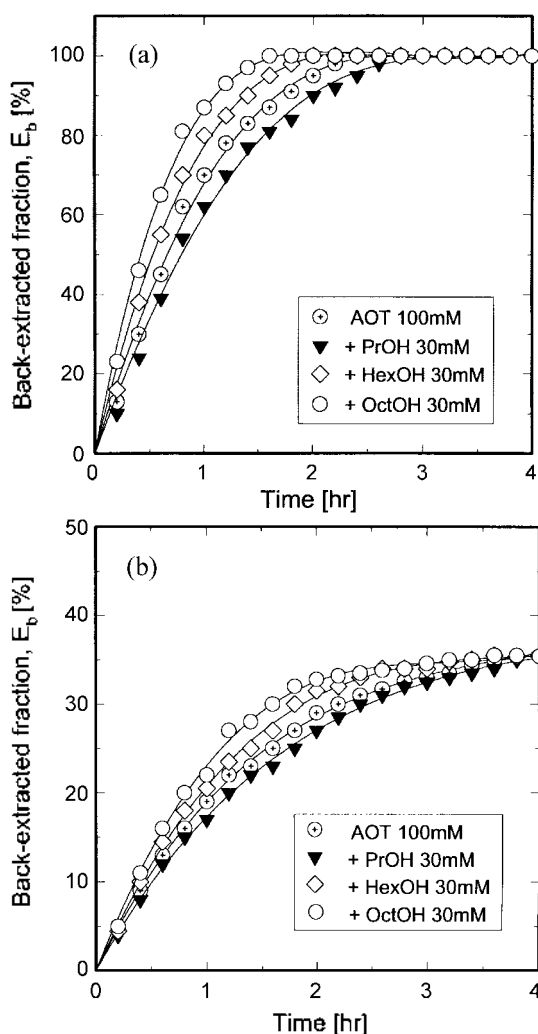 (a)
Back-extracted fraction, E_b [%]
100
80
60
40
20
0
AOT 100mM
+ PrOH 30mM
+ HexOH 30mM
+ OctOH 30mM
0 1 2 3 4
Time [hr]
(b)
Back-extracted fraction, E_b [%]
50
40
30
20
10
0
AOT 100mM
+ PrOH 30mM
+ HexOH 30mM
+ OctOH 30mM
0 1 2 3 4
Time [hr]